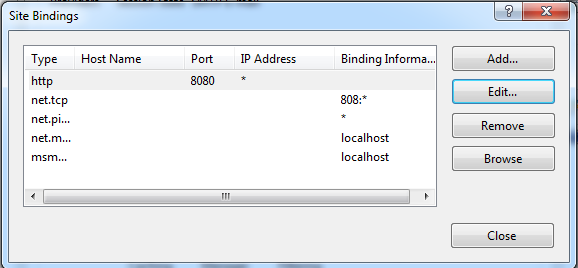 Site Bindings
Type Host Name Port IP Address Binding Informa...
http 8080 *
net.tcp 808:*
net.pi... *
net.m... localhost
msm... localhost
Add...
Edit...
Remove
Browse
Close